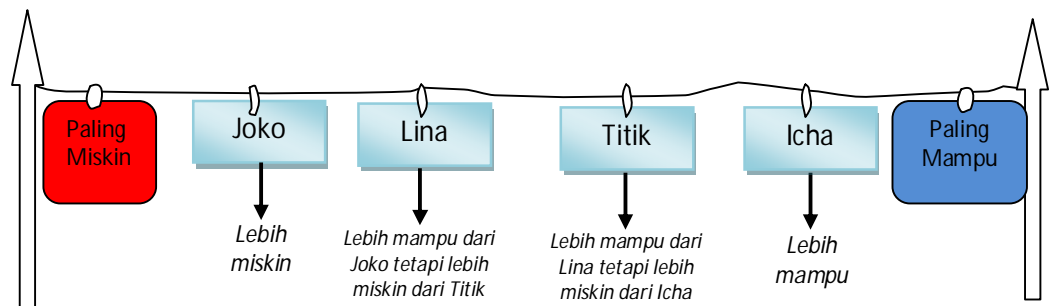 Paling
Miskin
Joko
Lina
Titik
Icha
Paling
Mampu
Lebih
miskin
Lebih mampu dari
Joko tetapi lebih
miskin dari Titik
Lebih mampu dari
Lina tetapi lebih
miskin dari Icha
Lebih
mampu